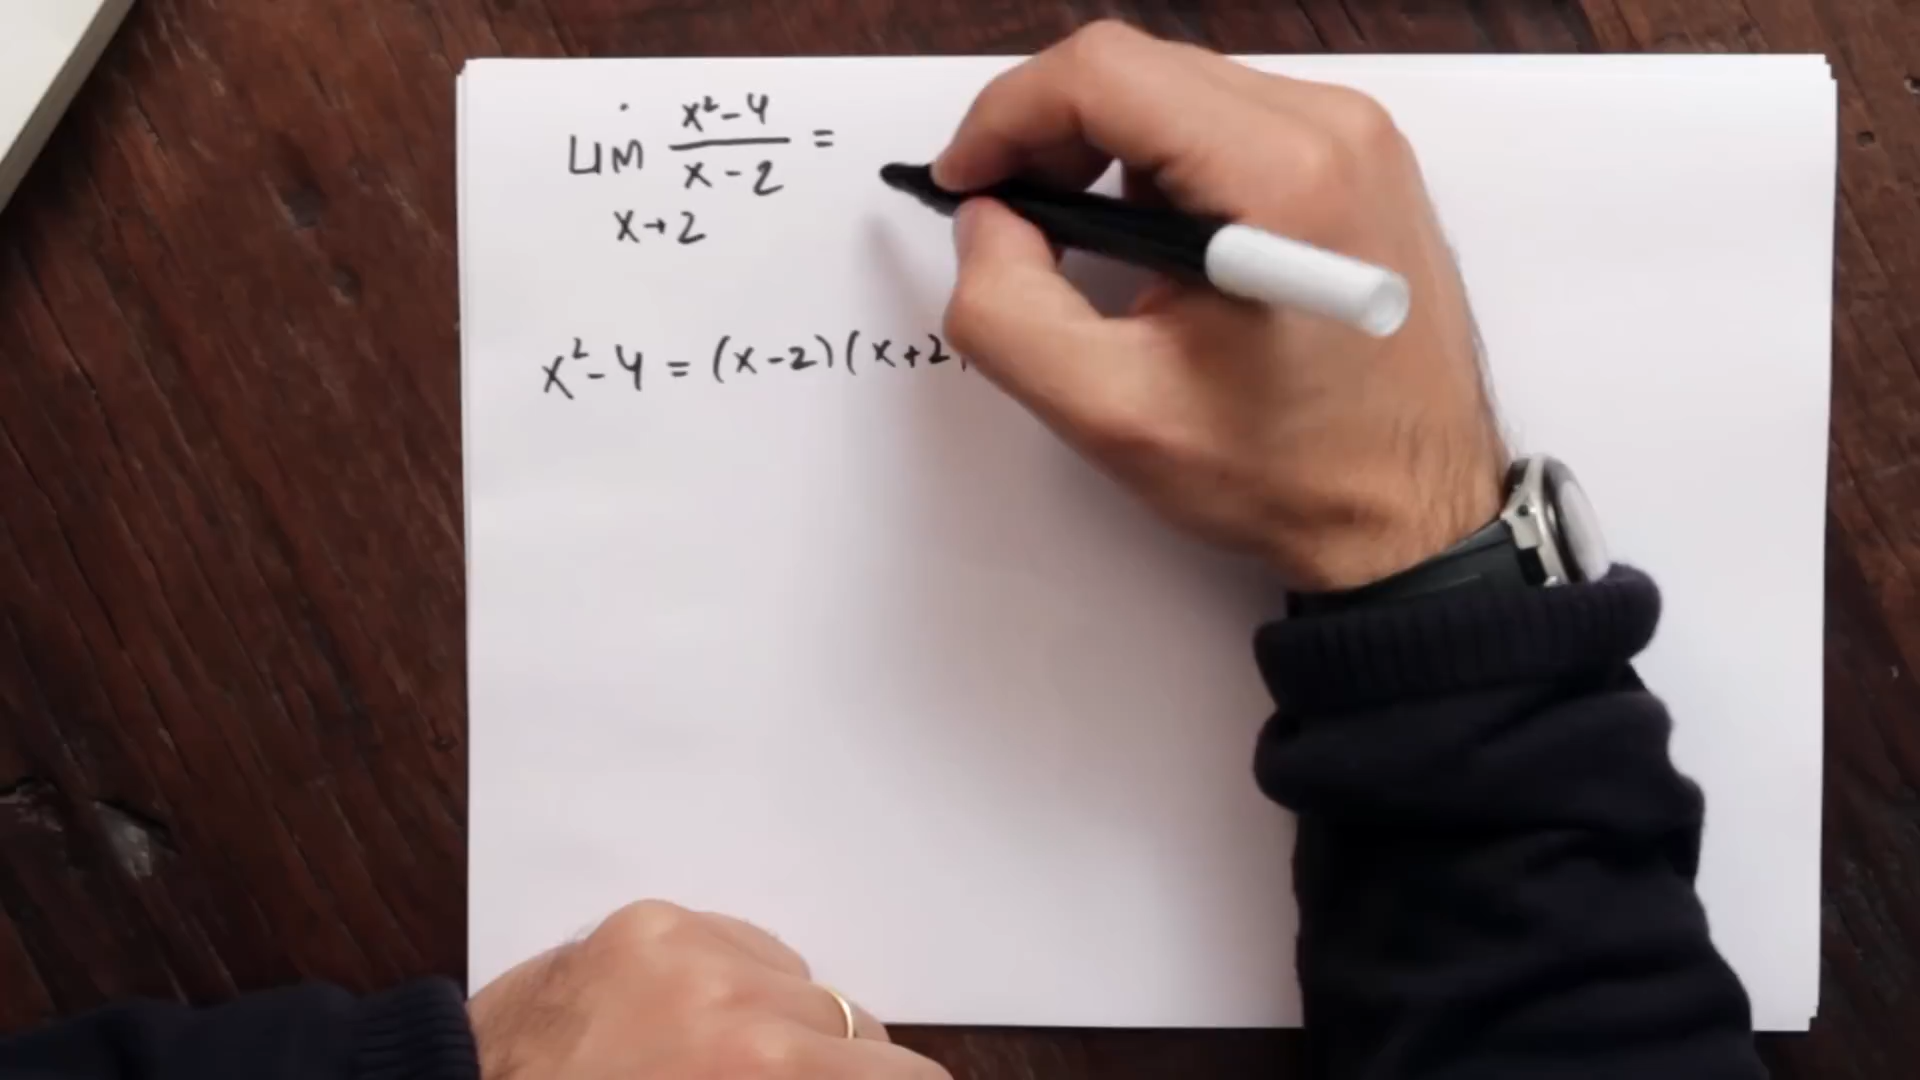 LIM x²-4 / x-2 =
x→2
x²-4 = (x-2)(x+2)